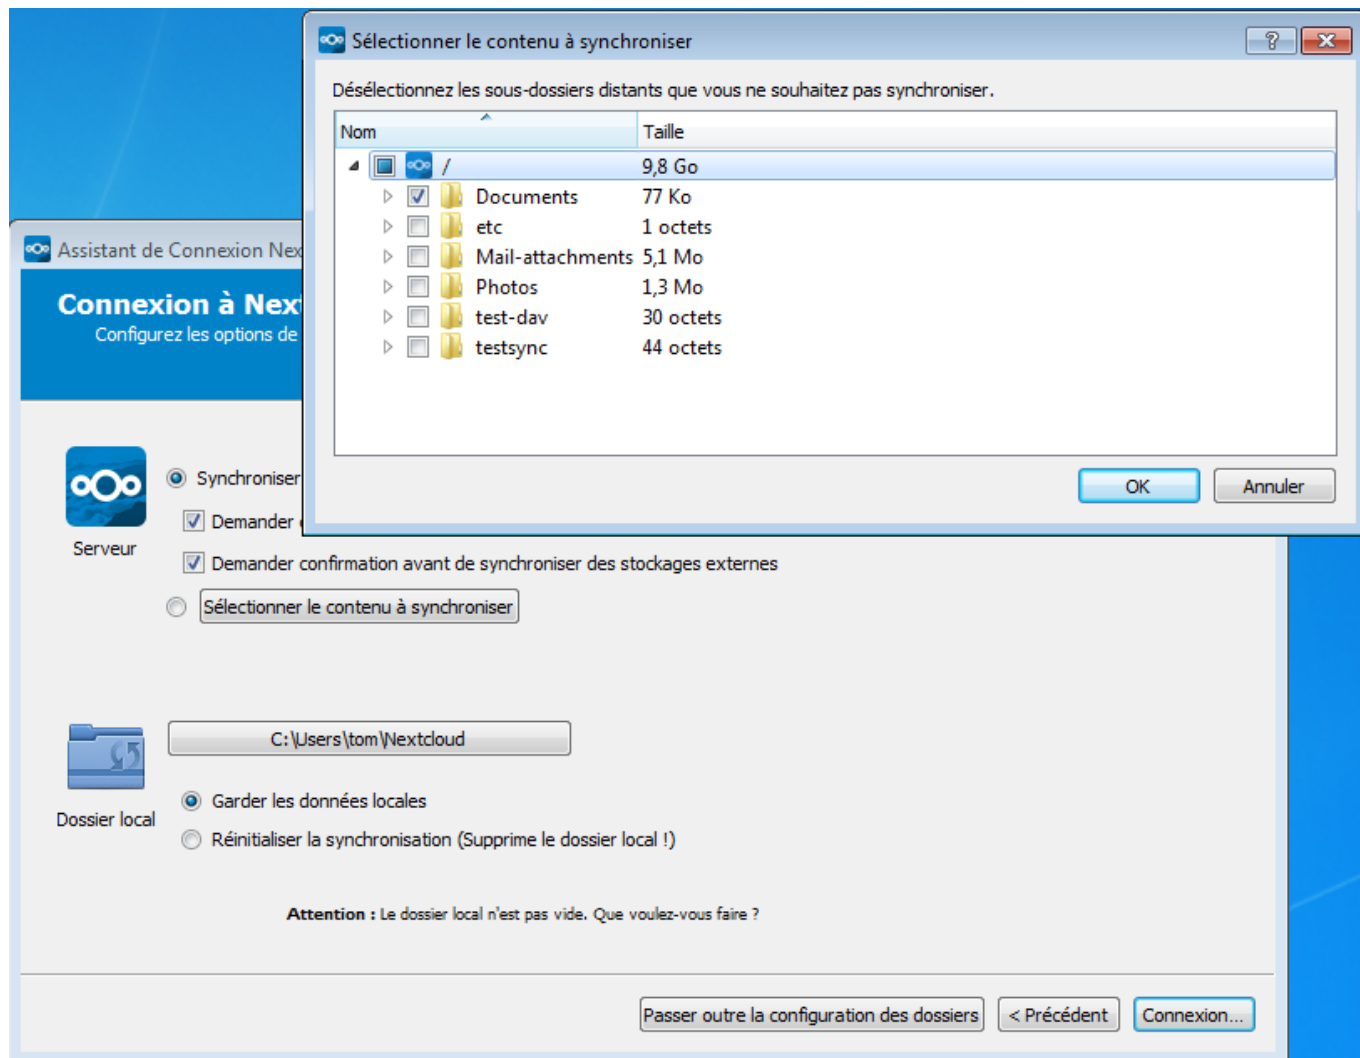 Sélectionner le contenu à synchroniser
Désélectionnez les sous-dossiers distants que vous ne souhaitez pas synchroniser.
Nom Taille
/ 9,8 Go
Documents 77 Ko
etc 1 octets
Mail-attachments 5,1 Mo
Photos 1,3 Mo
test-dav 30 octets
testsync 44 octets
OK Annuler
Assistant de Connexion Nex
Connexion à Nex
Configurez les options de
Serveur
Synchroniser
Demander
Demander confirmation avant de synchroniser des stockages externes
Sélectionner le contenu à synchroniser
C:\Users\tom\Nextcloud
Dossier local
Garder les données locales
Réinitialiser la synchronisation (Supprime le dossier local !)
Attention : Le dossier local n'est pas vide. Que voulez-vous faire ?
Passer outre la configuration des dossiers < Précédent Connexion...